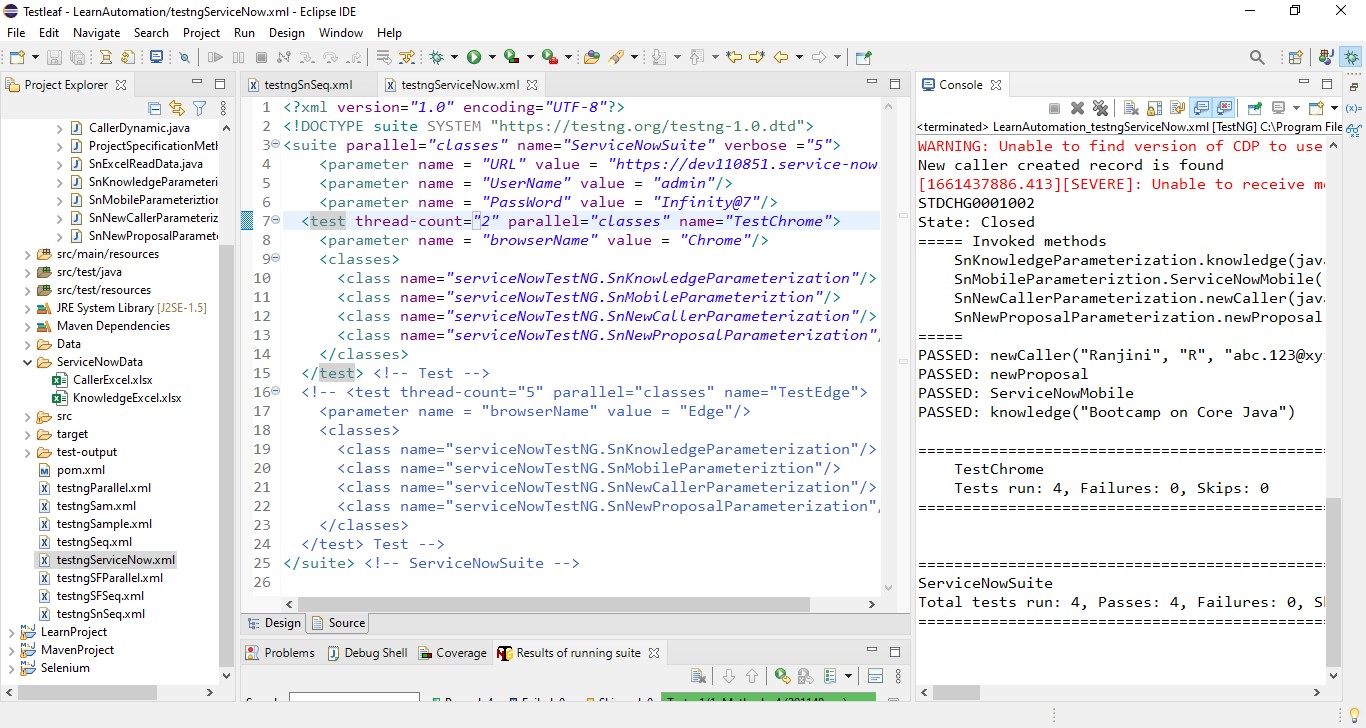 Testleaf - LearnAutomation/testngServiceNow.xml - Eclipse IDE
File Edit Navigate Search Project Run Design Window Help
Project Explorer
CallerDynamic.java
ProjectSpecificationMeth
SnExcelReadData.java
SnKnowledgeParameteri
SnMobileParameteriztior
SnNewCallerParameteriz
SnNewProposalParamet
src/main/resources
src/test/java
src/test/resources
JRE System Library [J2SE-1.5]
Maven Dependencies
Data
ServiceNowData
CallerExcel.xlsx
KnowledgeExcel.xlsx
src
target
test-output
pom.xml
testngParallel.xml
testngSam.xml
testngSample.xml
testngSeq.xml
testngServiceNow.xml
testngSFParallel.xml
testngSFSeq.xml
testngSnSeq.xml
LearnProject
MavenProject
Selenium
testngSnSeq.xml testngServiceNow.xml
1 <?xml version="1.0" encoding="UTF-8"?>
2 <!DOCTYPE suite SYSTEM "https://testng.org/testng-1.0.dtd">
3 <suite parallel="classes" name="ServiceNowSuite" verbose ="5">
4 <parameter name = "URL" value = "https://dev110851.service-now.
5 <parameter name = "UserName" value = "admin"/>
6 <parameter name = "PassWord" value = "Infinity@7"/>
7 <test thread-count="2" parallel="classes" name="TestChrome">
8 <parameter name = "browserName" value = "Chrome"/>
9 <classes>
10 <class name="serviceNowTestNG.SnKnowledgeParameterization"/>
11 <class name="serviceNowTestNG.SnMobileParameteriztion"/>
12 <class name="serviceNowTestNG.SnNewCallerParameterization"/>
13 <class name="serviceNowTestNG.SnNewProposalParameterization"/
14 </classes>
15 </test> <!-- Test -->
16 <!-- <test thread-count="5" parallel="classes" name="TestEdge">
17 <parameter name = "browserName" value = "Edge"/>
18 <classes>
19 <class name="serviceNowTestNG.SnKnowledgeParameterization"/>
20 <class name="serviceNowTestNG.SnMobileParameteriztion"/>
21 <class name="serviceNowTestNG.SnNewCallerParameterization"/>
22 <class name="serviceNowTestNG.SnNewProposalParameterization"/
23 </classes>
24 </test> Test -->
25 </suite> <!-- ServiceNowSuite -->
26
Design Source
Problems Debug Shell Coverage Results of running suite
Console
<terminated> LearnAutomation_testngServiceNow.xml [TestNG] C:\Program File
WARNING: Unable to find version of CDP to use
New caller created record is found
[1661437886.413][SEVERE]: Unable to receive me
STDCHG0001002
State: Closed
===== Invoked methods
SnKnowledgeParameterization.knowledge(java
SnMobileParameteriztion.ServiceNowMobile(
SnNewCallerParameterization.newCaller(java
SnNewProposalParameterization.newProposal
=====
PASSED: newCaller("Ranjini", "R", "abc.123@xy
PASSED: newProposal
PASSED: ServiceNowMobile
PASSED: knowledge("Bootcamp on Core Java")
===============================================
TestChrome
Tests run: 4, Failures: 0, Skips: 0
===============================================
===============================================
ServiceNowSuite
Total tests run: 4, Passes: 4, Failures: 0, S
===============================================